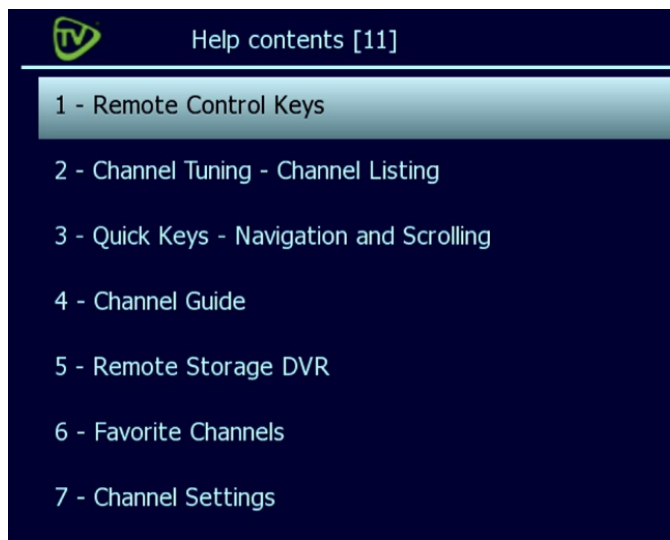 TV
Help contents [11]
1 - Remote Control Keys
2 - Channel Tuning - Channel Listing
3 - Quick Keys - Navigation and Scrolling
4 - Channel Guide
5 - Remote Storage DVR
6 - Favorite Channels
7 - Channel Settings